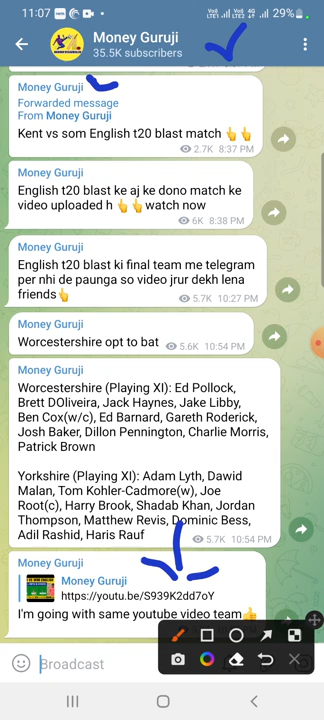 11:07
29%
Money Guruji
35.5K subscribers
Money Guruji
Forwarded message
From Money Guruji
Kent vs som English t20 blast match 👆👆
2.7K 8:37 PM
Money Guruji
English t20 blast ke aj ke dono match ke
video uploaded h 👆👆watch now
6K 8:38 PM
Money Guruji
English t20 blast ki final team me telegram
per nhi de paunga so video jrur dekh lena
friends👆
5.7K 10:27 PM
Money Guruji
Worcestershire opt to bat 5.6K 10:54 PM
Money Guruji
Worcestershire (Playing XI): Ed Pollock,
Brett DOliveira, Jack Haynes, Jake Libby,
Ben Cox(w/c), Ed Barnard, Gareth Roderick,
Josh Baker, Dillon Pennington, Charlie Morris,
Patrick Brown
Yorkshire (Playing XI): Adam Lyth, Dawid
Malan, Tom Kohler-Cadmore(w), Joe
Root(c), Harry Brook, Shadab Khan, Jordan
Thompson, Matthew Revis, Dominic Bess,
Adil Rashid, Haris Rauf
5.7K 10:54 PM
Money Guruji
Money Guruji
https://youtu.be/S939K2dd7oY
I'm going with same youtube video team👍
Broadcast